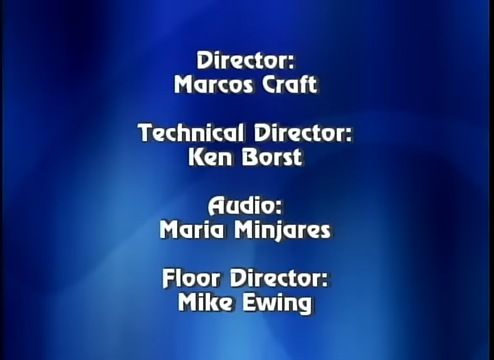 Director:
Marcos Craft
Technical Director:
Ken Borst
Audio:
Maria Minjares
Floor Director:
Mike Ewing